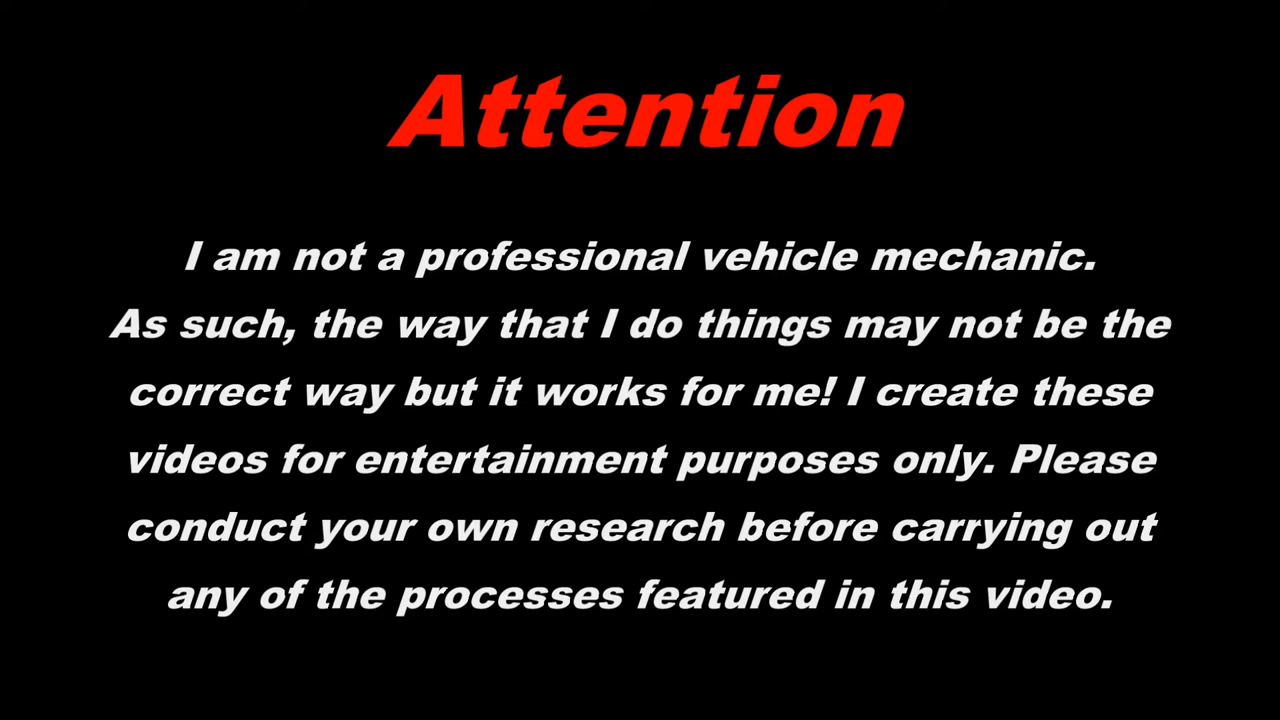 Attention
I am not a professional vehicle mechanic.
As such, the way that I do things may not be the
correct way but it works for me! I create these
videos for entertainment purposes only. Please
conduct your own research before carrying out
any of the processes featured in this video.